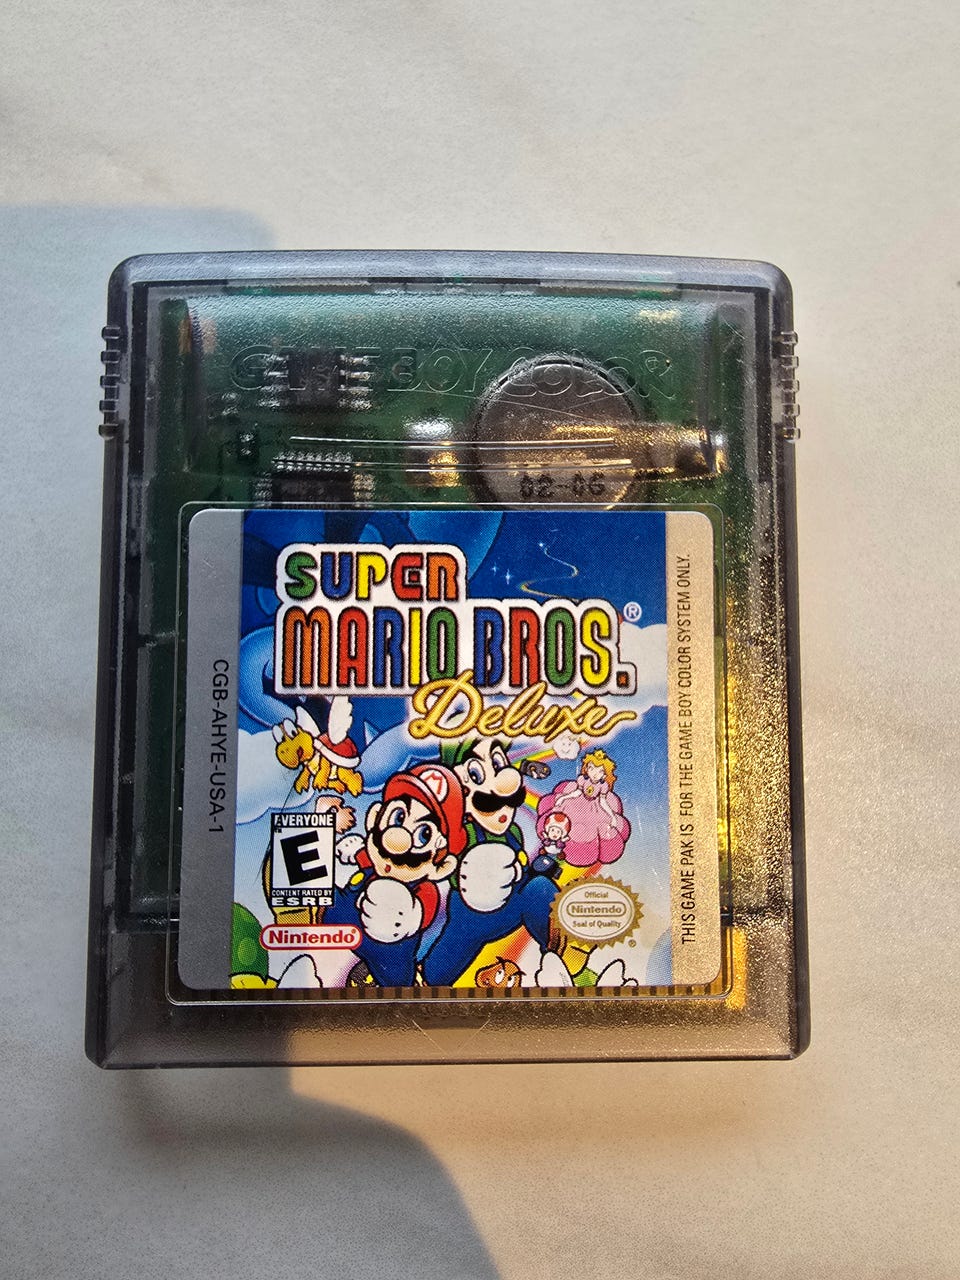 GAME BOY COLOR
02-06
SUPER
MARIO BROS.®
Deluxe
CGB-AHYE-USA-1
THIS GAME PAK IS FOR THE GAME BOY COLOR SYSTEM ONLY.
M
EVERYONE
E
CONTENT RATED BY
ESRB
Nintendo®
Official
Nintendo
Seal of Quality
®